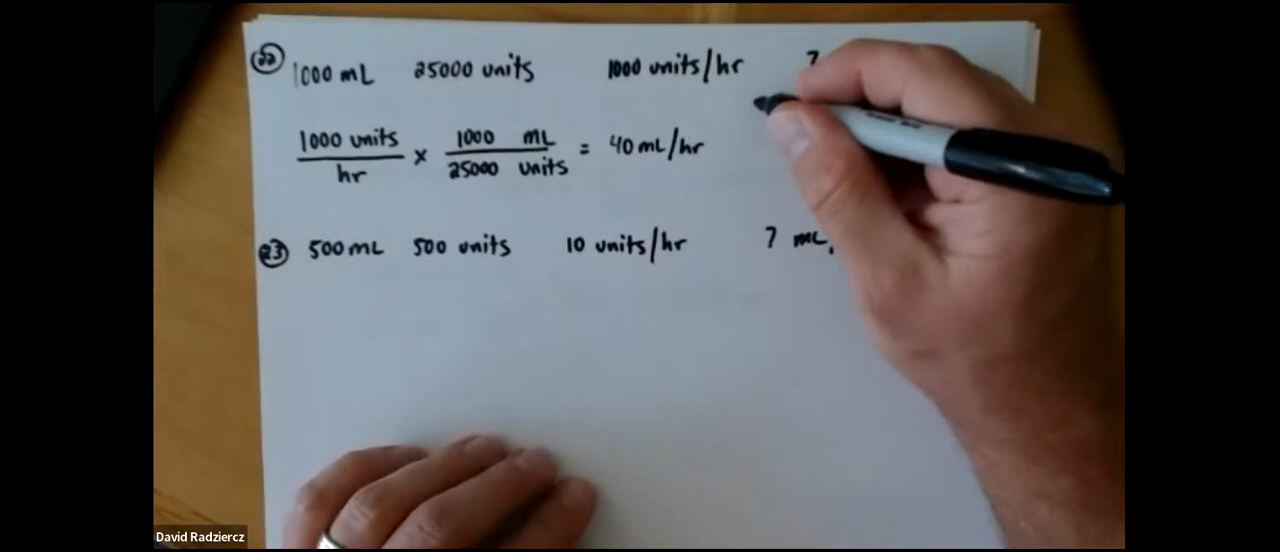 22 1000 mL 25000 units 1000 units/hr ?
1000 units / hr × 1000 mL / 25000 units = 40 mL/hr
23 500 mL 500 units 10 units/hr ? mL
David Radziercz